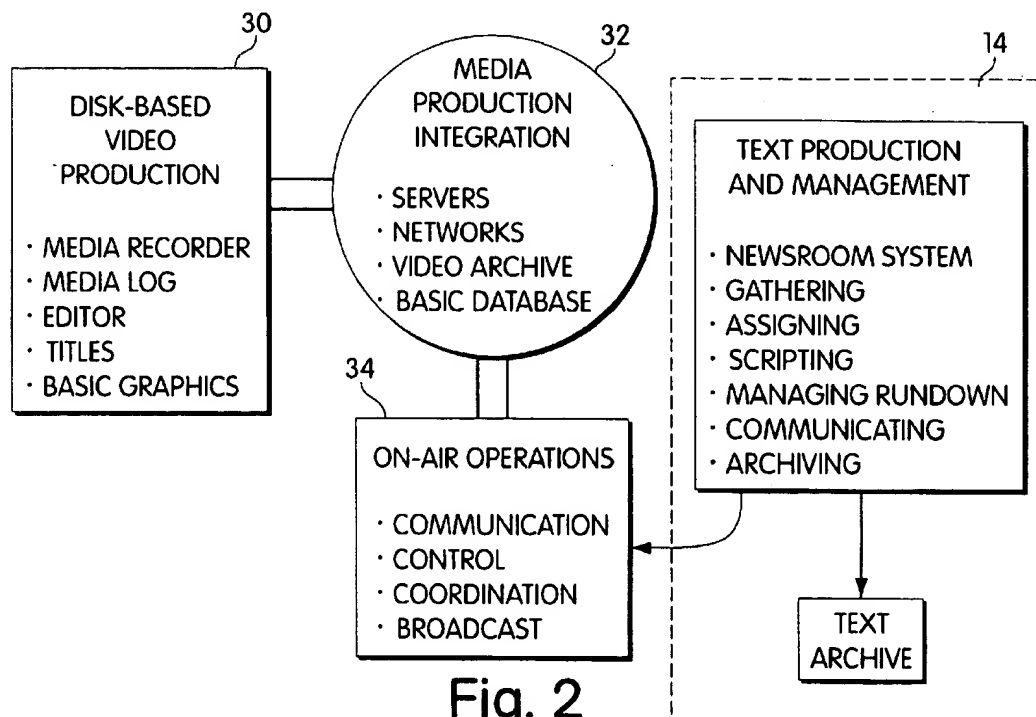 30
DISK-BASED
VIDEO
PRODUCTION
· MEDIA RECORDER
· MEDIA LOG
· EDITOR
· TITLES
· BASIC GRAPHICS
32
MEDIA
PRODUCTION
INTEGRATION
· SERVERS
· NETWORKS
· VIDEO ARCHIVE
· BASIC DATABASE
34
ON-AIR OPERATIONS
· COMMUNICATION
· CONTROL
· COORDINATION
· BROADCAST
14
TEXT PRODUCTION
AND MANAGEMENT
· NEWSROOM SYSTEM
· GATHERING
· ASSIGNING
· SCRIPTING
· MANAGING RUNDOWN
· COMMUNICATING
· ARCHIVING
TEXT
ARCHIVE
Fig. 2